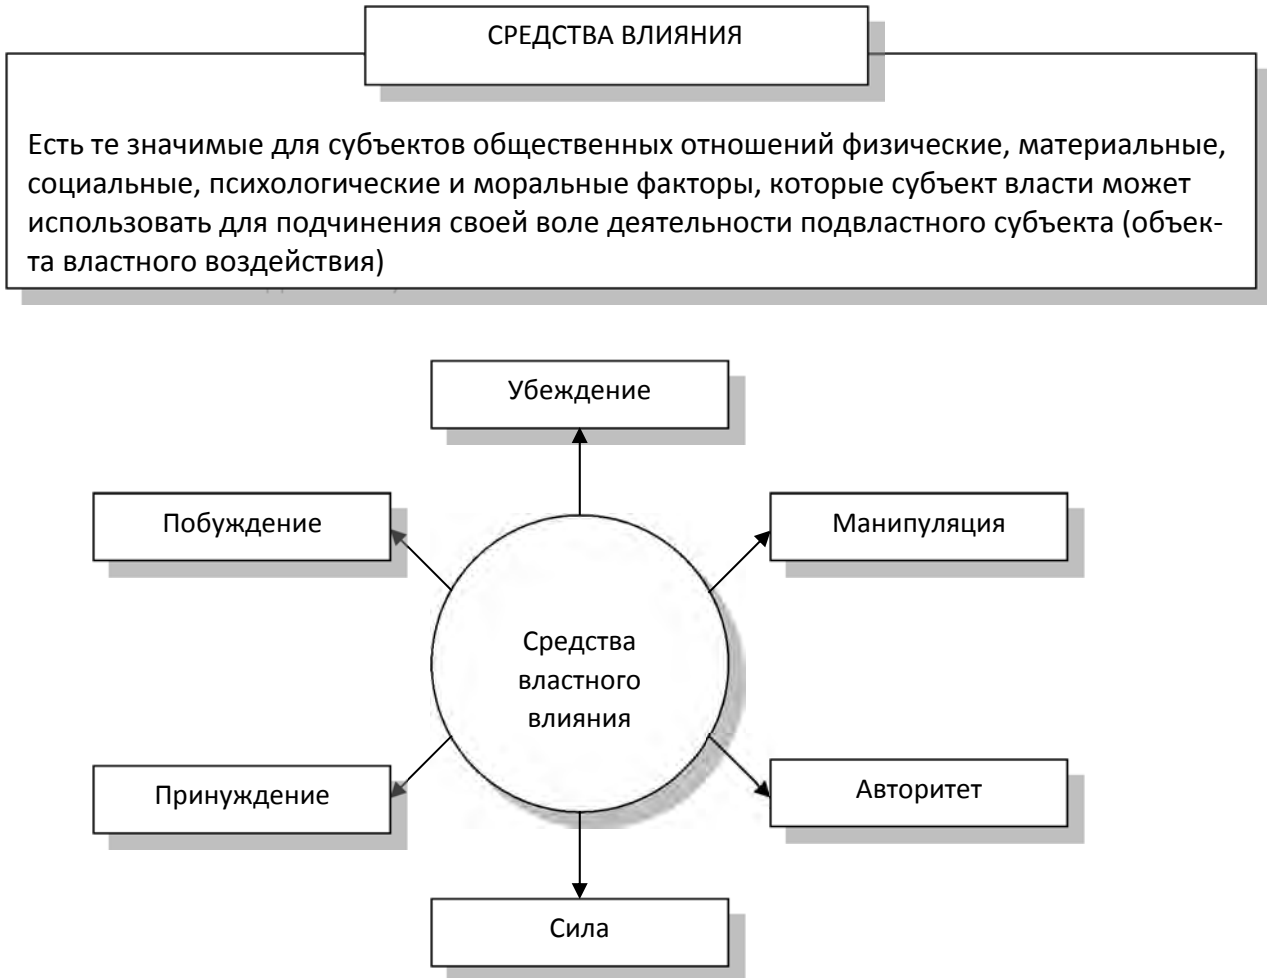 СРЕДСТВА ВЛИЯНИЯ
Есть те значимые для субъектов общественных отношений физические, материальные,
социальные, психологические и моральные факторы, которые субъект власти может
использовать для подчинения своей воле деятельности подвластного субъекта (объек-
та властного воздействия)
Убеждение
Побуждение
Манипуляция
Средства
властного
влияния
Принуждение
Авторитет
Сила